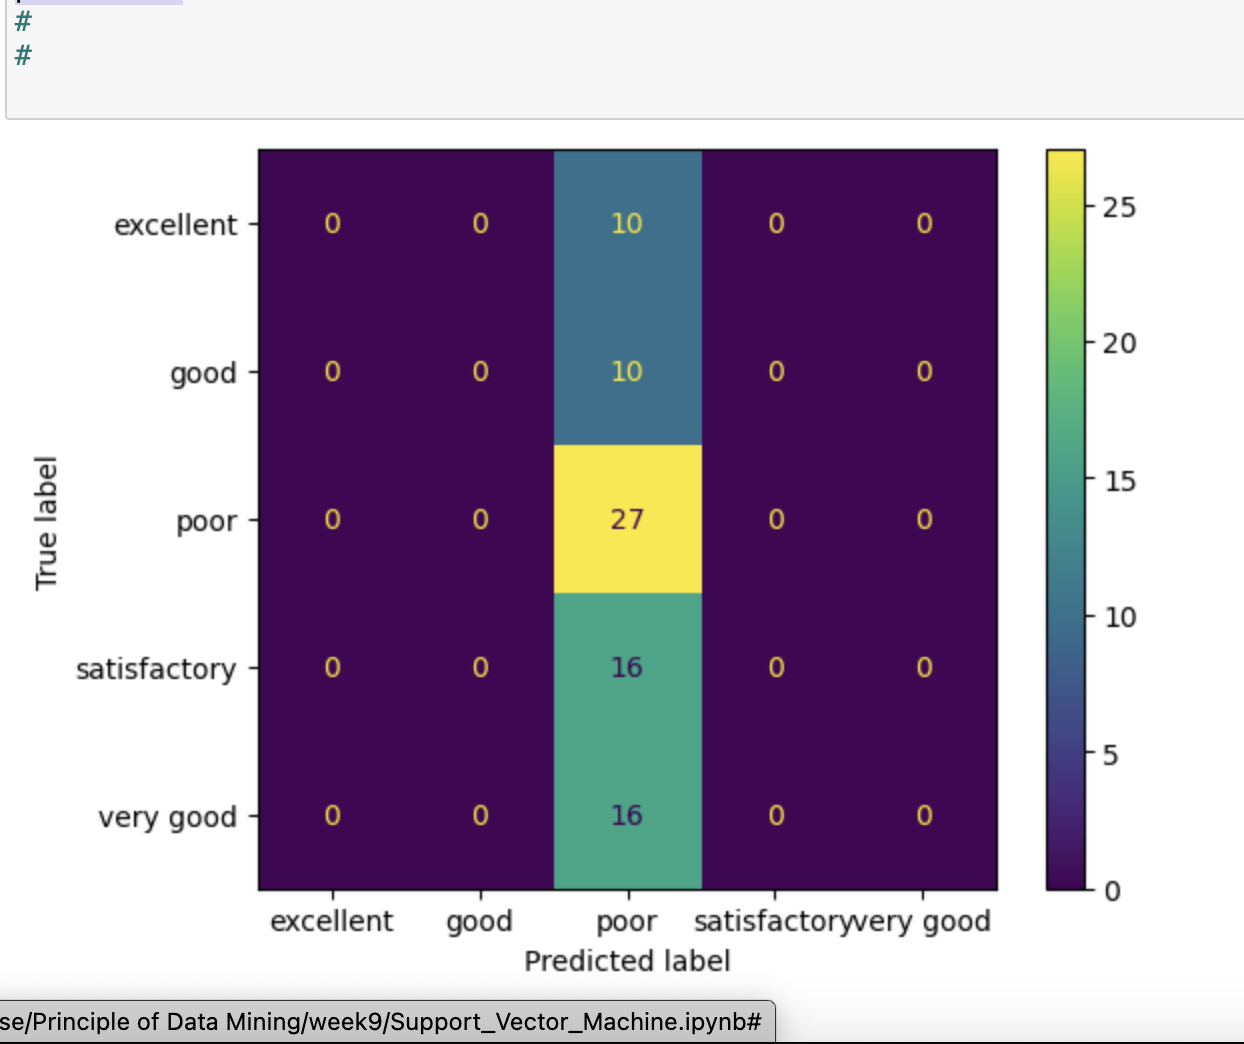 #
#
excellent 0 0 10 0 0
good 0 0 10 0 0
poor 0 0 27 0 0
satisfactory 0 0 16 0 0
very good 0 0 16 0 0
True label
excellent good poor satisfactory very good
Predicted label
25
20
15
10
5
0
se/Principle of Data Mining/week9/Support_Vector_Machine.ipynb#